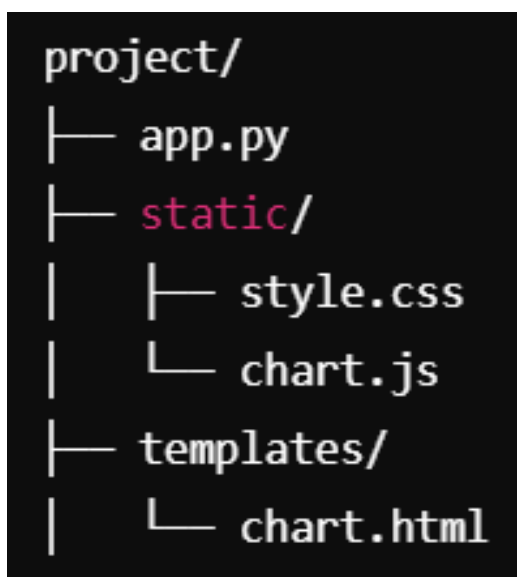 project/
├── app.py
├── static/
│   ├── style.css
│   └── chart.js
├── templates/
│   └── chart.html